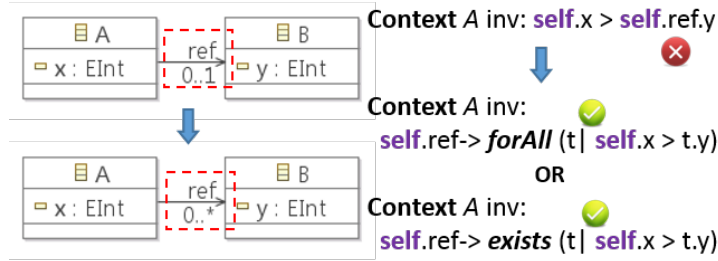 A
x : EInt
ref
0..1
B
y : EInt
A
x : EInt
ref
0..*
B
y : EInt
Context A inv: self.x > self.ref.y
Context A inv:
self.ref-> forAll (t| self.x > t.y)
OR
Context A inv:
self.ref-> exists (t| self.x > t.y)